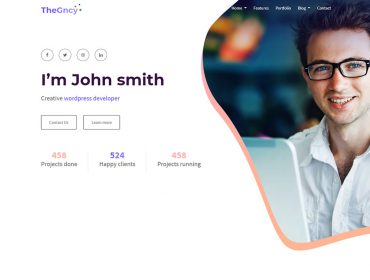 TheGncy
Home Features Portfolio Blog Contact
I'm John smith
Creative wordpress developer
Contact Us Learn more
458 524 458
Projects done Happy clients Projects running